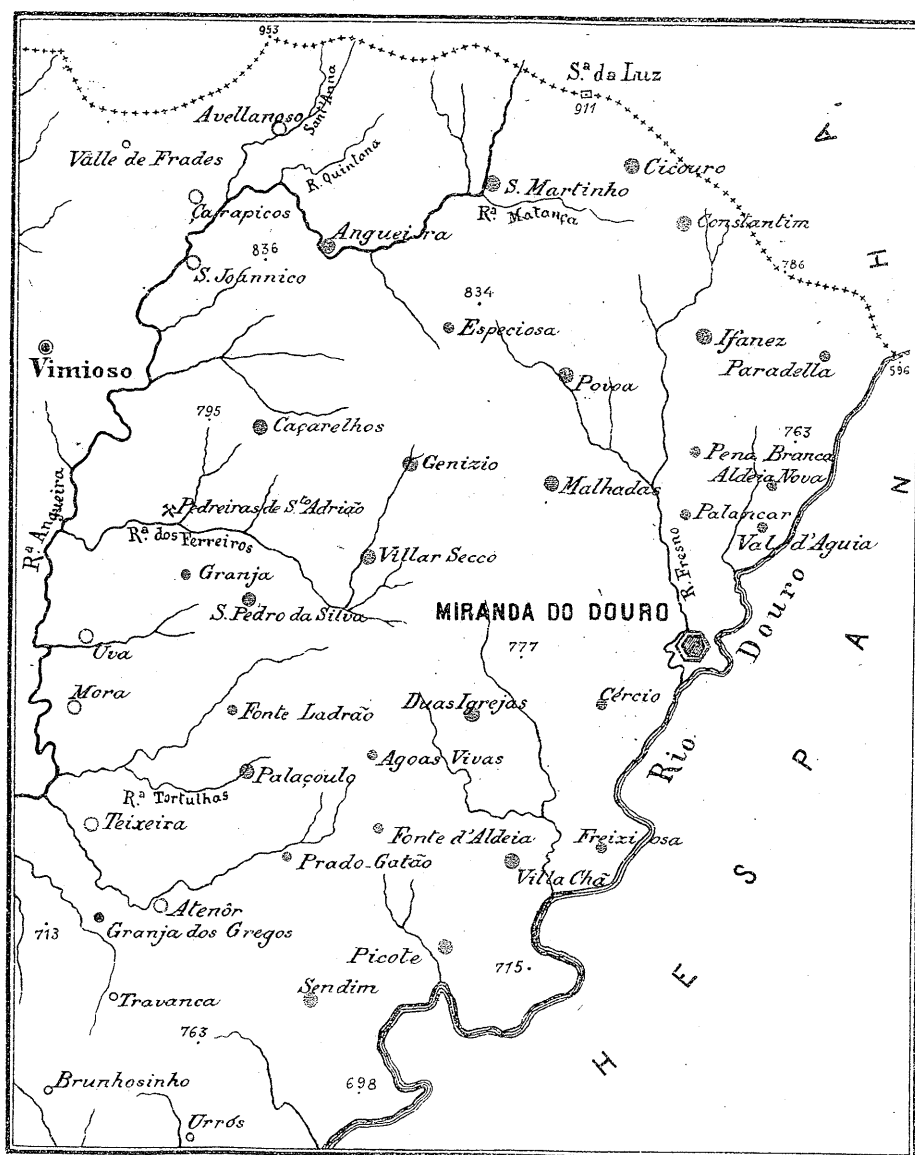 953
Sª da Luz
911
Avellanoso
Sant'Anna
Valle de Frades
R. Quintana
Cicouro
S. Martinho
Rª Matança
Carapicos
Constantim
Angueira
836
S. Joánnico
786
834
Especiosa
Ifanez
Vimioso
Paradella
596
Povoa
795
Caçarelhos
763
Pena Branca
Genizio
Aldeia Nova
Malhadas
Pedreiras de Sto Adrião
Palancar
Rª Angueira
Rª dos Ferreiros
Val d'Aguia
Villar Secco
R. Fresno
Granja
S. Pedro da Silva
MIRANDA DO DOURO
Uva
777
Rio Douro
Mora
Cércio
Fonte Ladrão
Duas Igrejas
Agoas Vivas
Palaçoulo
Rª Tortulhas
Teixeira
Fonte d'Aldeia
Freixiosa
Prado-Gatão
Villa Chã
Atenôr
Granja dos Gregos
713
Picote
715
Sendim
Travanca
763
698
Brunhosinho
Urrós
HESPANHA